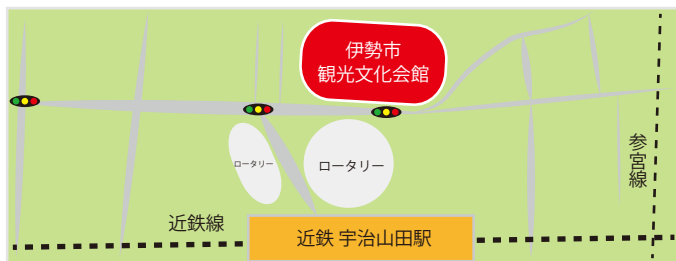 伊勢市
観光文化会館
ロータリー
ロータリー
参宮線
近鉄線
近鉄 宇治山田駅